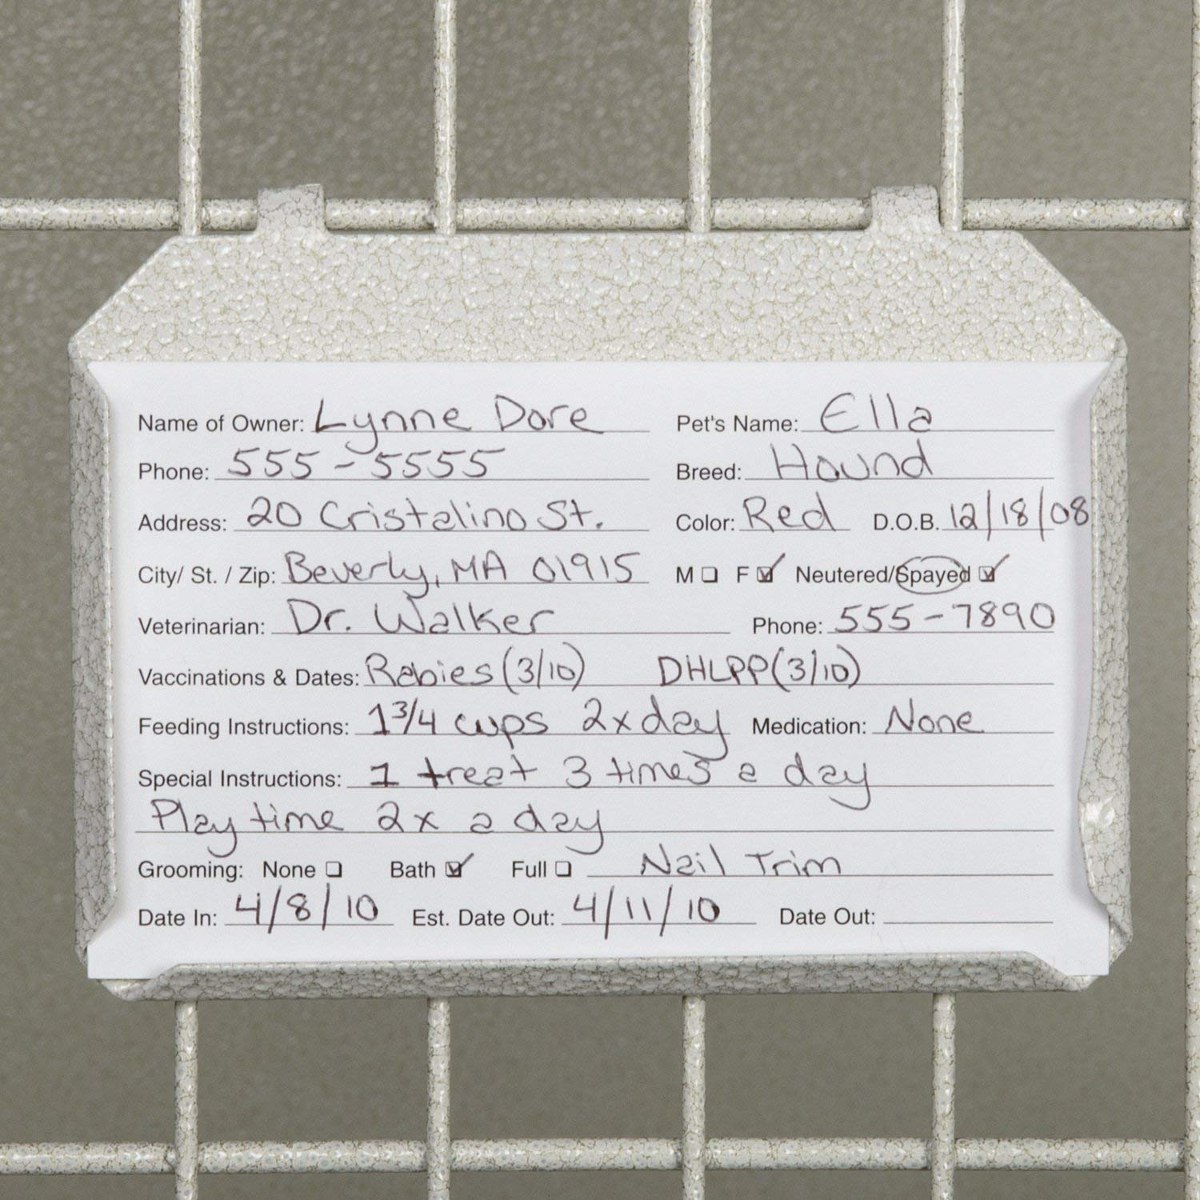 Name of Owner: Lynne Dore Pet's Name: Ella
Phone: 555-5555 Breed: Hound
Address: 20 Cristalino St. Color: Red D.O.B. 12/18/08
City/ St. / Zip: Beverly, MA 01915 M ☐ F ☑ Neutered/Spayed ☑
Veterinarian: Dr. Walker Phone: 555-7890
Vaccinations & Dates: Rabies (3/10) DHLPP (3/10)
Feeding Instructions: 1 3/4 cups 2x day Medication: None
Special Instructions: 1 treat 3 times a day
Play time 2x a day
Grooming: None ☐ Bath ☑ Full ☐ Nail Trim
Date In: 4/8/10 Est. Date Out: 4/11/10 Date Out: